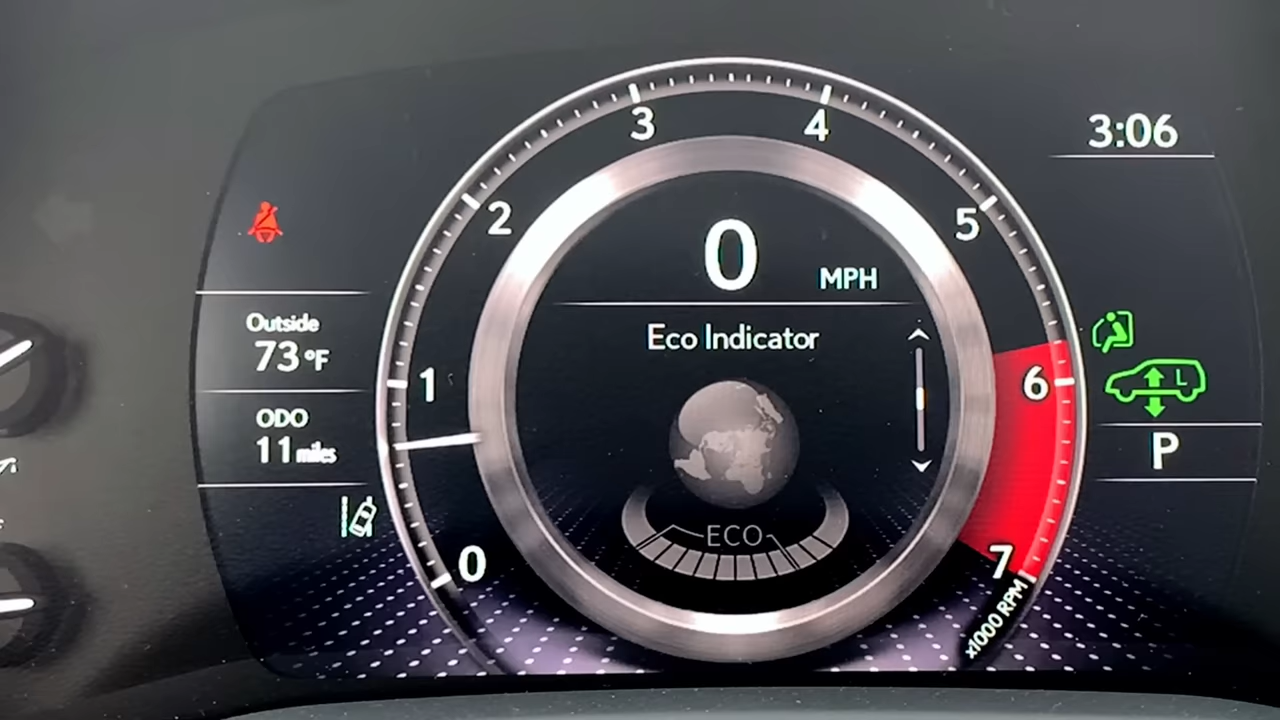 3:06
3
4
2
5
0
MPH
Outside
73°F
Eco Indicator
1
6
L
ODO
11 miles
P
ECO
0
7
x1000 RPM